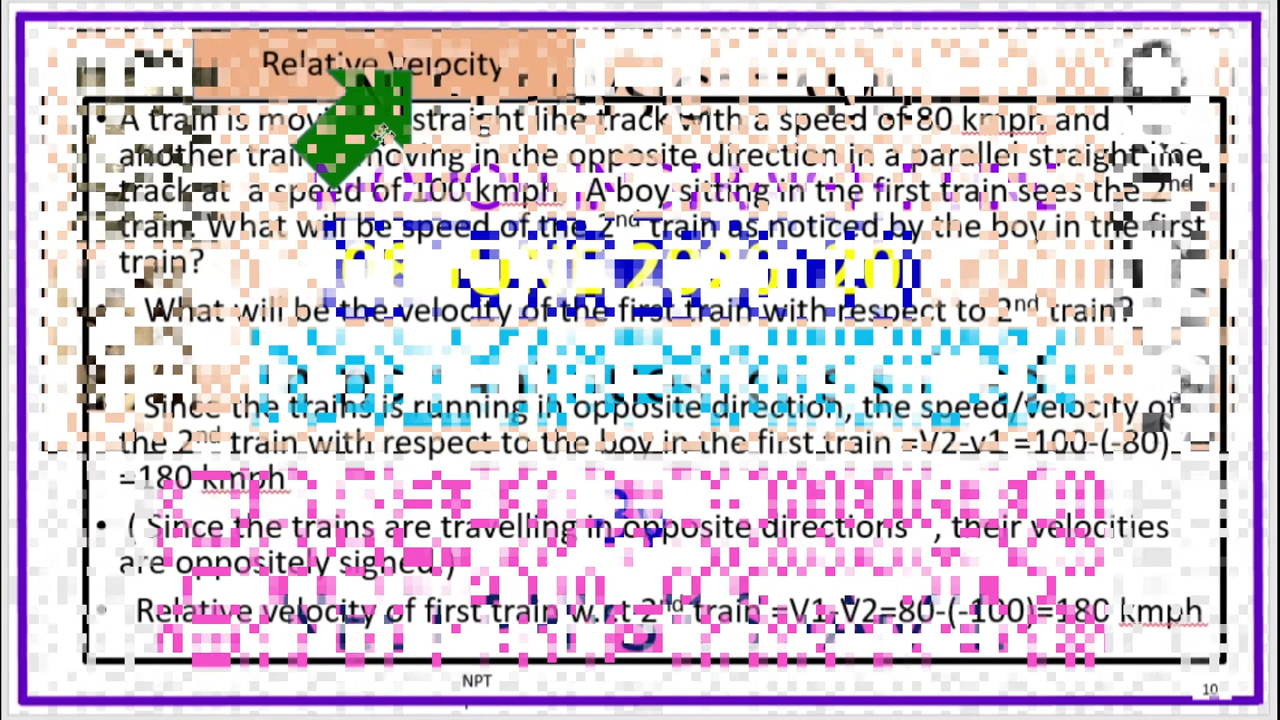 Relative Velocity
• A train is mov straight line track with a speed of 80 kmph and
another train moving in the opposite direction in a parallel straight line
track at a speed of 100 kmph. A boy sitting in the first train sees the 2nd
train. What will be speed of the 2nd train as noticed by the boy in the first
train?
What will be the velocity of the first train with respect to 2nd train?
• Since the trains is running in opposite direction, the speed/velocity of
the 2nd train with respect to the boy in the first train =V2-v1 =100-(-80)
=180 kmph
• ( Since the trains are travelling in opposite directions , their velocities
are oppositely signed )
• Relative velocity of first train w.r.t 2nd train =V1-V2=80-(-100)=180 kmph
NPT
10